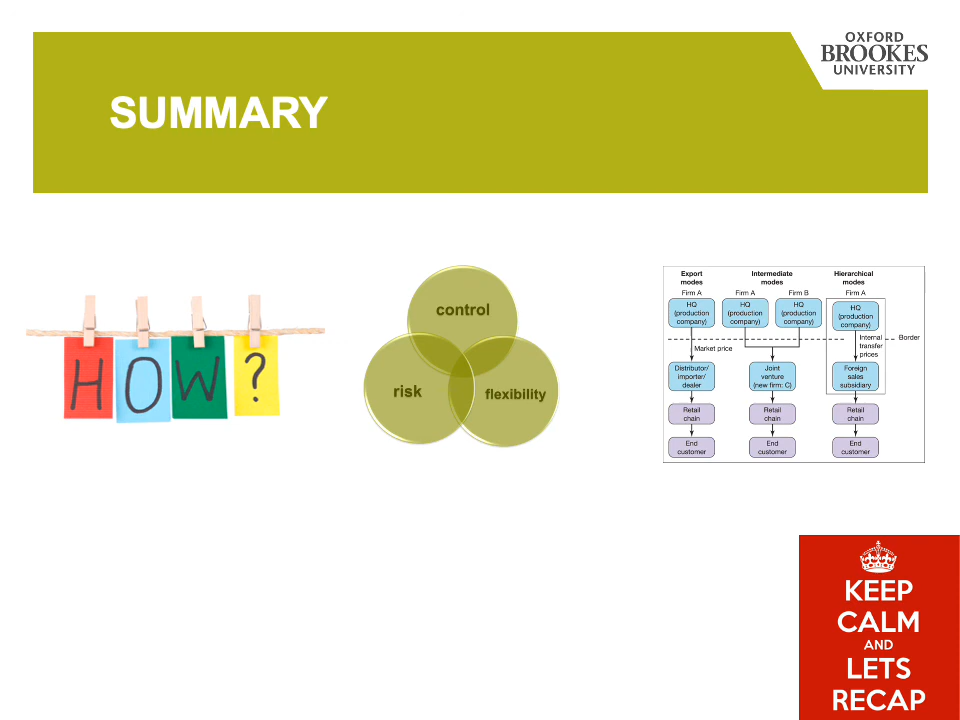 OXFORD
BROOKES
UNIVERSITY
SUMMARY
HOW?
control
risk
flexibility
Export
modes
Intermediate
modes
Hierarchical
modes
Firm A
Firm A
Firm B
Firm A
HQ
(production
company)
HQ
(production
company)
HQ
(production
company)
HQ
(production
company)
Market price
Internal
transfer
prices
Border
Distributor/
importer/
dealer
Joint
venture
(new firm: C)
Foreign
sales
subsidiary
Retail
chain
Retail
chain
Retail
chain
End
customer
End
customer
End
customer
KEEP
CALM
AND
LETS
RECAP